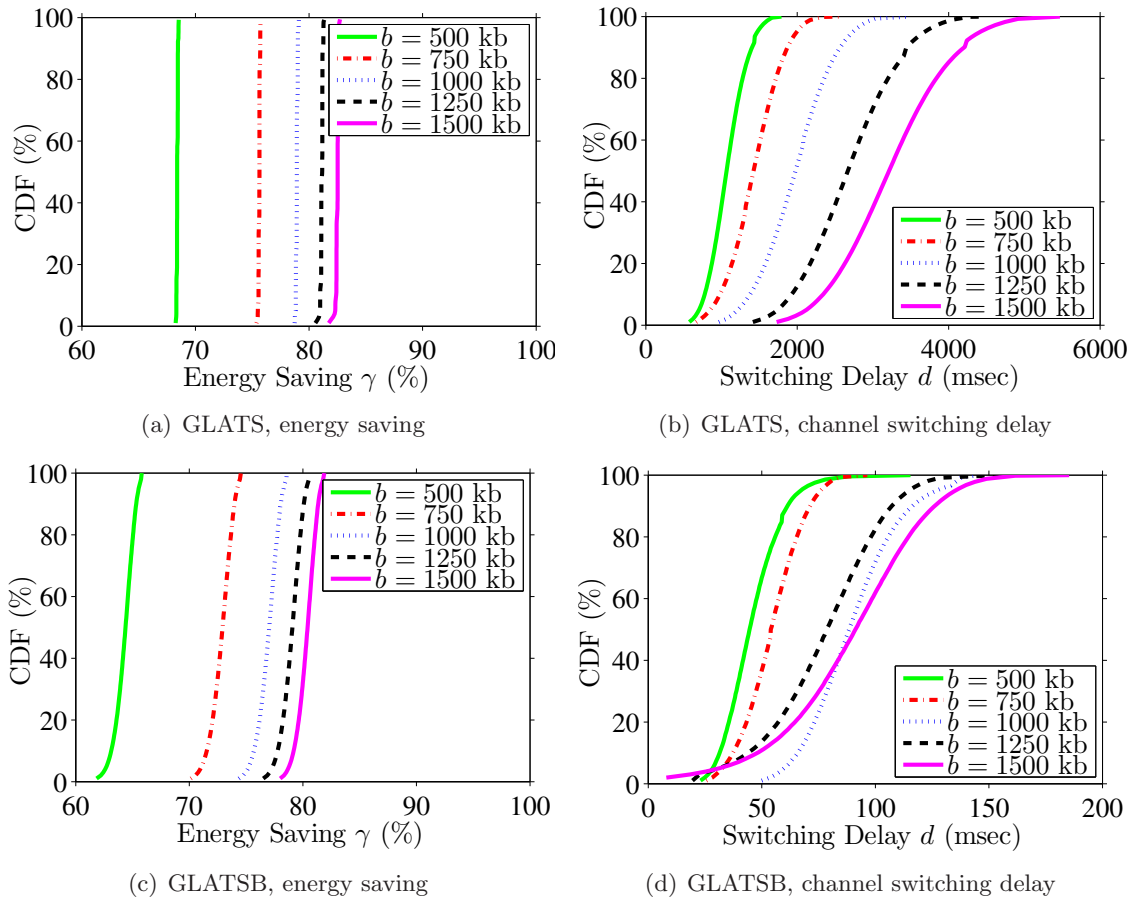 100
80
60
40
20
0
CDF (%)
b = 500 kb
b = 750 kb
b = 1000 kb
b = 1250 kb
b = 1500 kb
60 70 80 90 100
Energy Saving γ (%)
(a) GLATS, energy saving
100
80
60
40
20
0
CDF (%)
b = 500 kb
b = 750 kb
b = 1000 kb
b = 1250 kb
b = 1500 kb
0 2000 4000 6000
Switching Delay d (msec)
(b) GLATS, channel switching delay
100
80
60
40
20
0
CDF (%)
b = 500 kb
b = 750 kb
b = 1000 kb
b = 1250 kb
b = 1500 kb
60 70 80 90 100
Energy Saving γ (%)
(c) GLATSB, energy saving
100
80
60
40
20
0
CDF (%)
b = 500 kb
b = 750 kb
b = 1000 kb
b = 1250 kb
b = 1500 kb
0 50 100 150 200
Switching Delay d (msec)
(d) GLATSB, channel switching delay